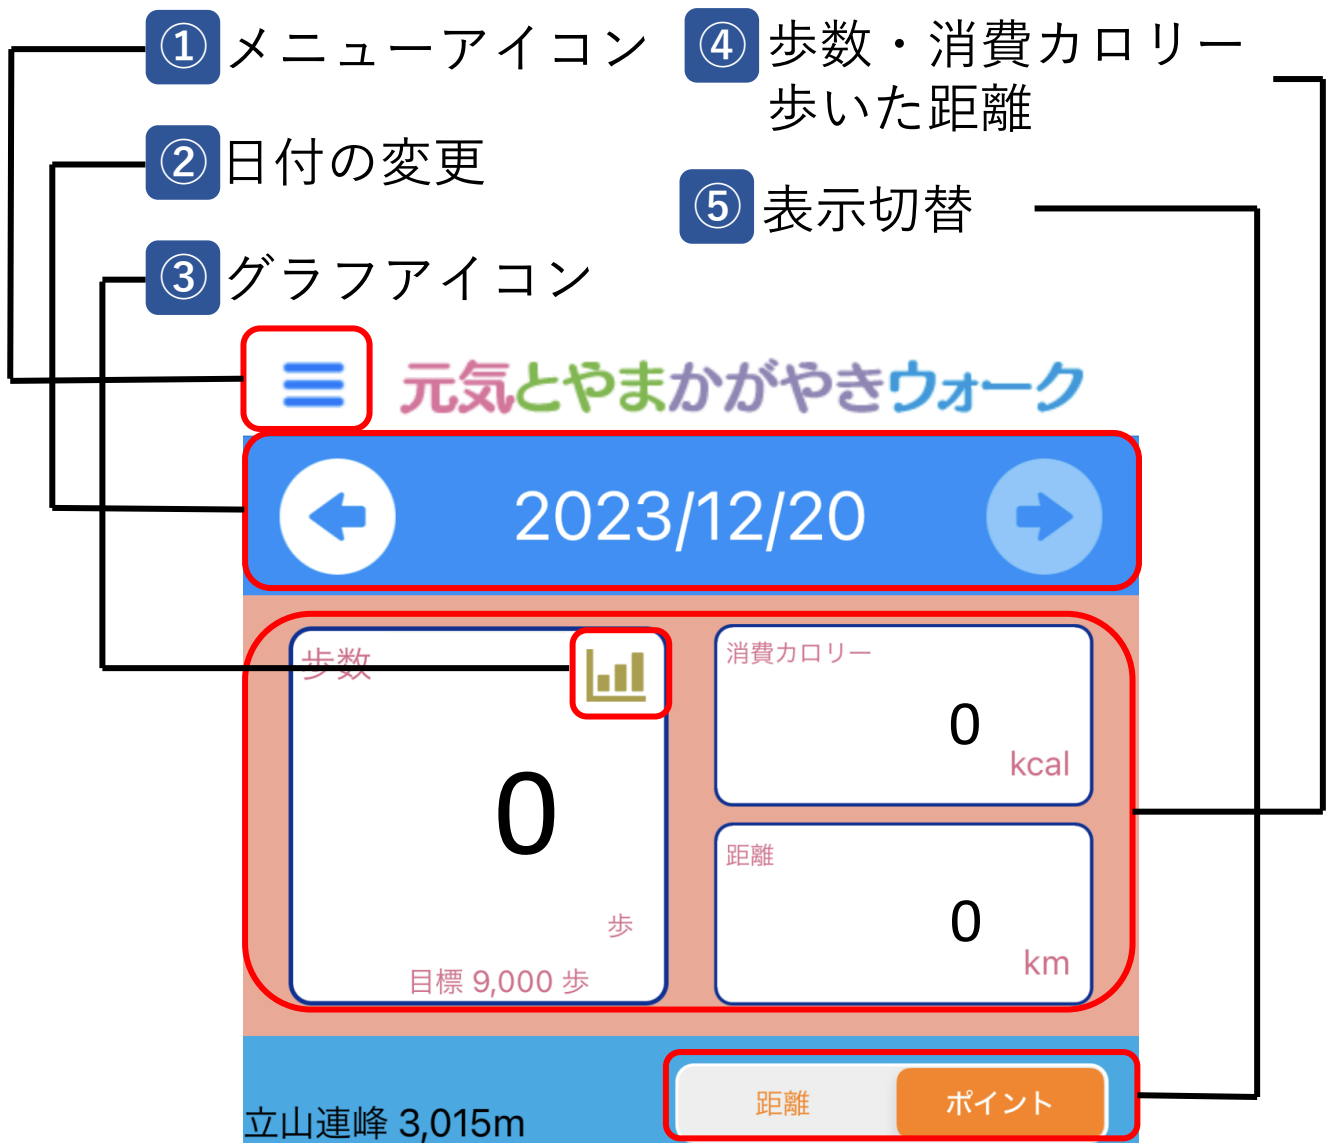 ① メニューアイコン
② 日付の変更
③ グラフアイコン
④ 歩数・消費カロリー
歩いた距離
⑤ 表示切替
元気とやまかがやきウォーク
2023/12/20
歩数
0
歩
目標 9,000 歩
消費カロリー
0
kcal
距離
0
km
立山連峰 3,015m
距離 ポイント